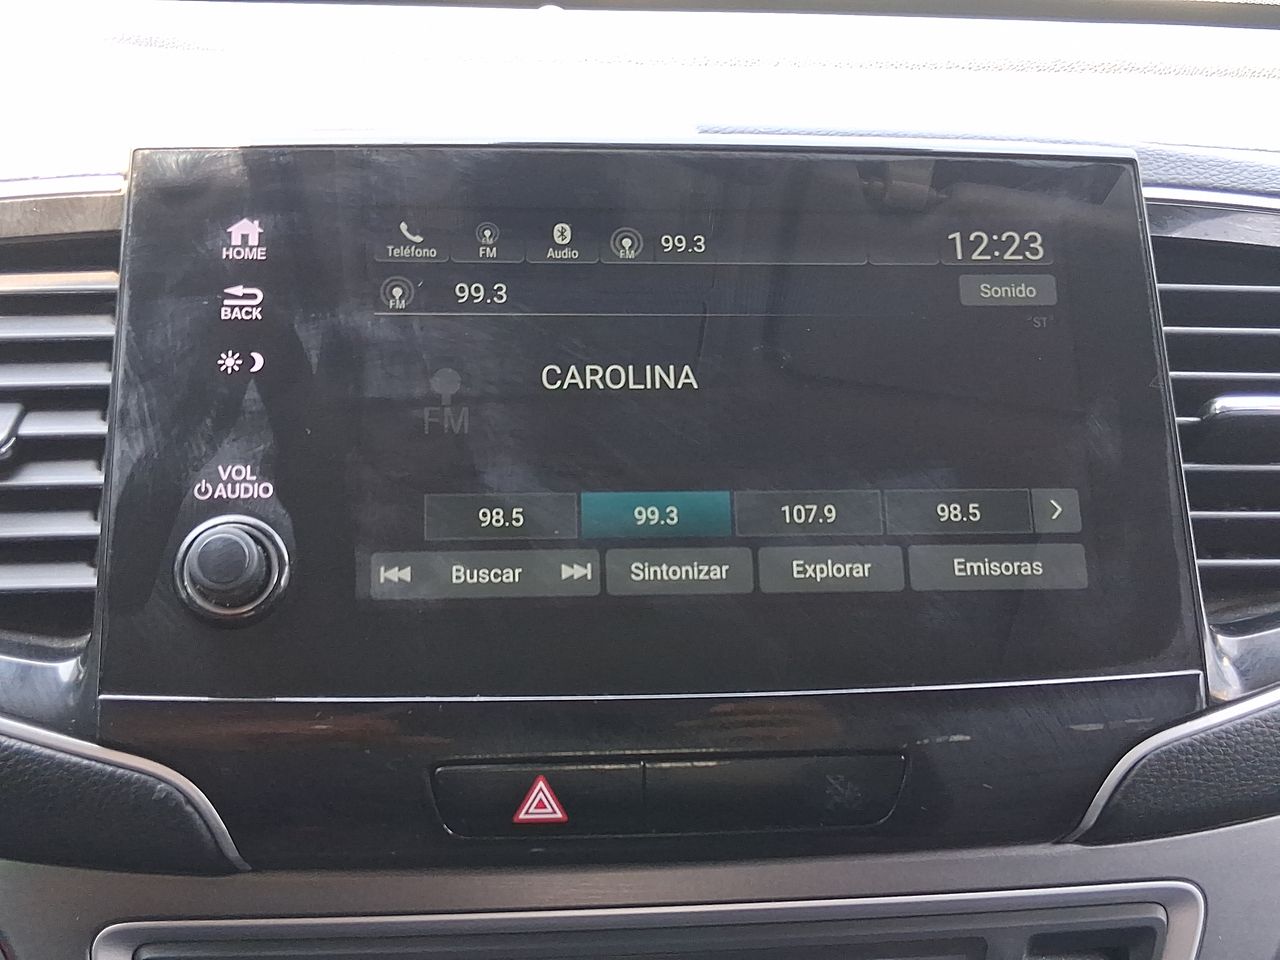 HOME
BACK
VOL
AUDIO
Teléfono
FM
Audio
FM
99.3
12:23
FM
99.3
Sonido
ST
FM
CAROLINA
98.5
99.3
107.9
98.5
Buscar
Sintonizar
Explorar
Emisoras